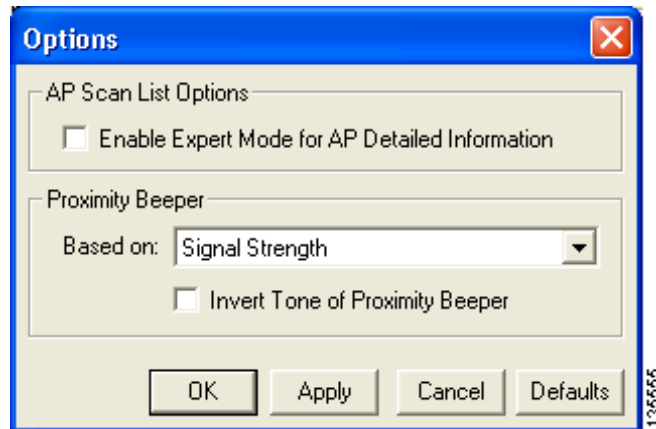 Options
AP Scan List Options
Enable Expert Mode for AP Detailed Information
Proximity Beeper
Based on: Signal Strength
Invert Tone of Proximity Beeper
OK Apply Cancel Defaults